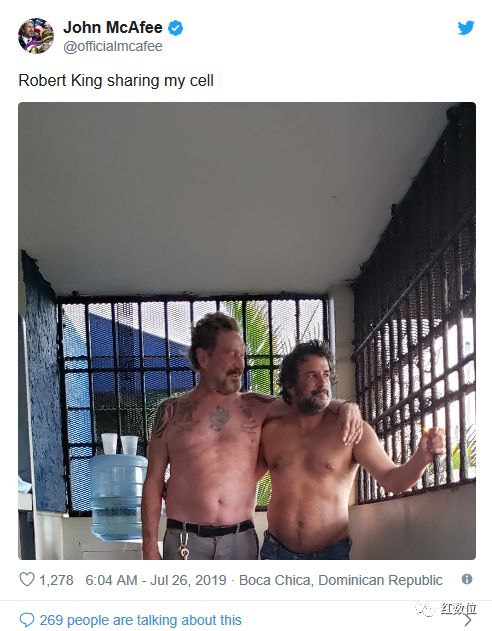 John McAfee
@officialmcafee
Robert King sharing my cell
1,278 6:04 AM - Jul 26, 2019 · Boca Chica, Dominican Republic
269 people are talking about this
红数位